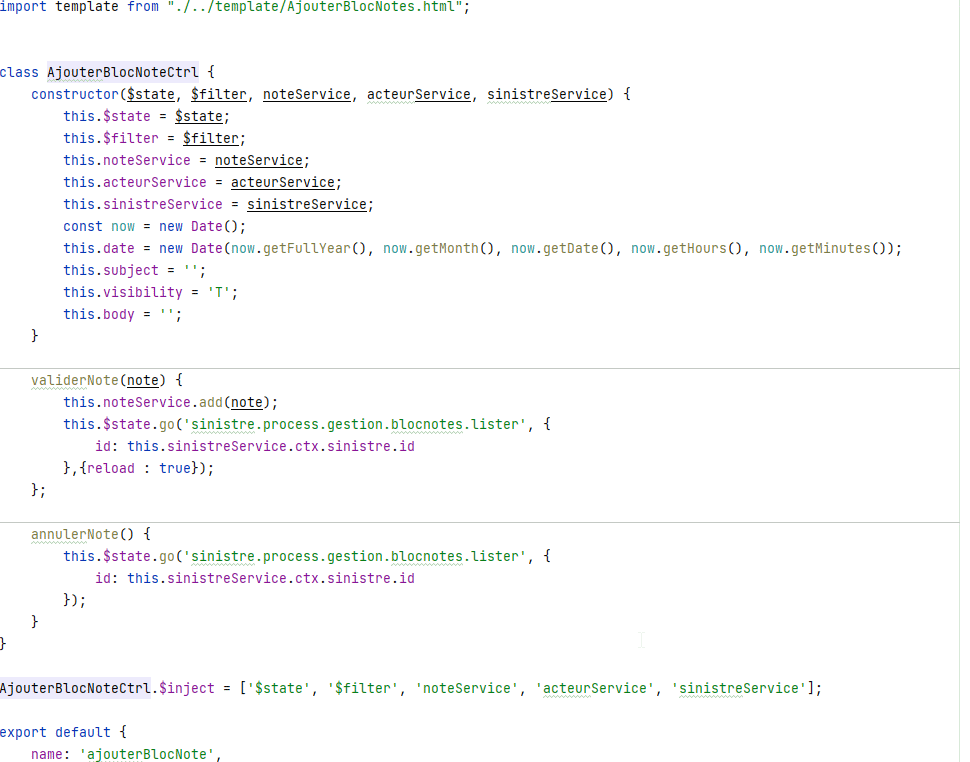 import template from "./../template/AjouterBlocNotes.html";
class AjouterBlocNoteCtrl {
constructor($state, $filter, noteService, acteurService, sinistreService) {
this.$state = $state;
this.$filter = $filter;
this.noteService = noteService;
this.acteurService = acteurService;
this.sinistreService = sinistreService;
const now = new Date();
this.date = new Date(now.getFullYear(), now.getMonth(), now.getDate(), now.getHours(), now.getMinutes());
this.subject = '';
this.visibility = 'T';
this.body = '';
}
validerNote(note) {
this.noteService.add(note);
this.$state.go('sinistre.process.gestion.blocnotes.lister', {
id: this.sinistreService.ctx.sinistre.id
},{reload : true});
};
annulerNote() {
this.$state.go('sinistre.process.gestion.blocnotes.lister', {
id: this.sinistreService.ctx.sinistre.id
});
}
}
AjouterBlocNoteCtrl.$inject = ['$state', '$filter', 'noteService', 'acteurService', 'sinistreService'];
export default {
name: 'ajouterBlocNote',